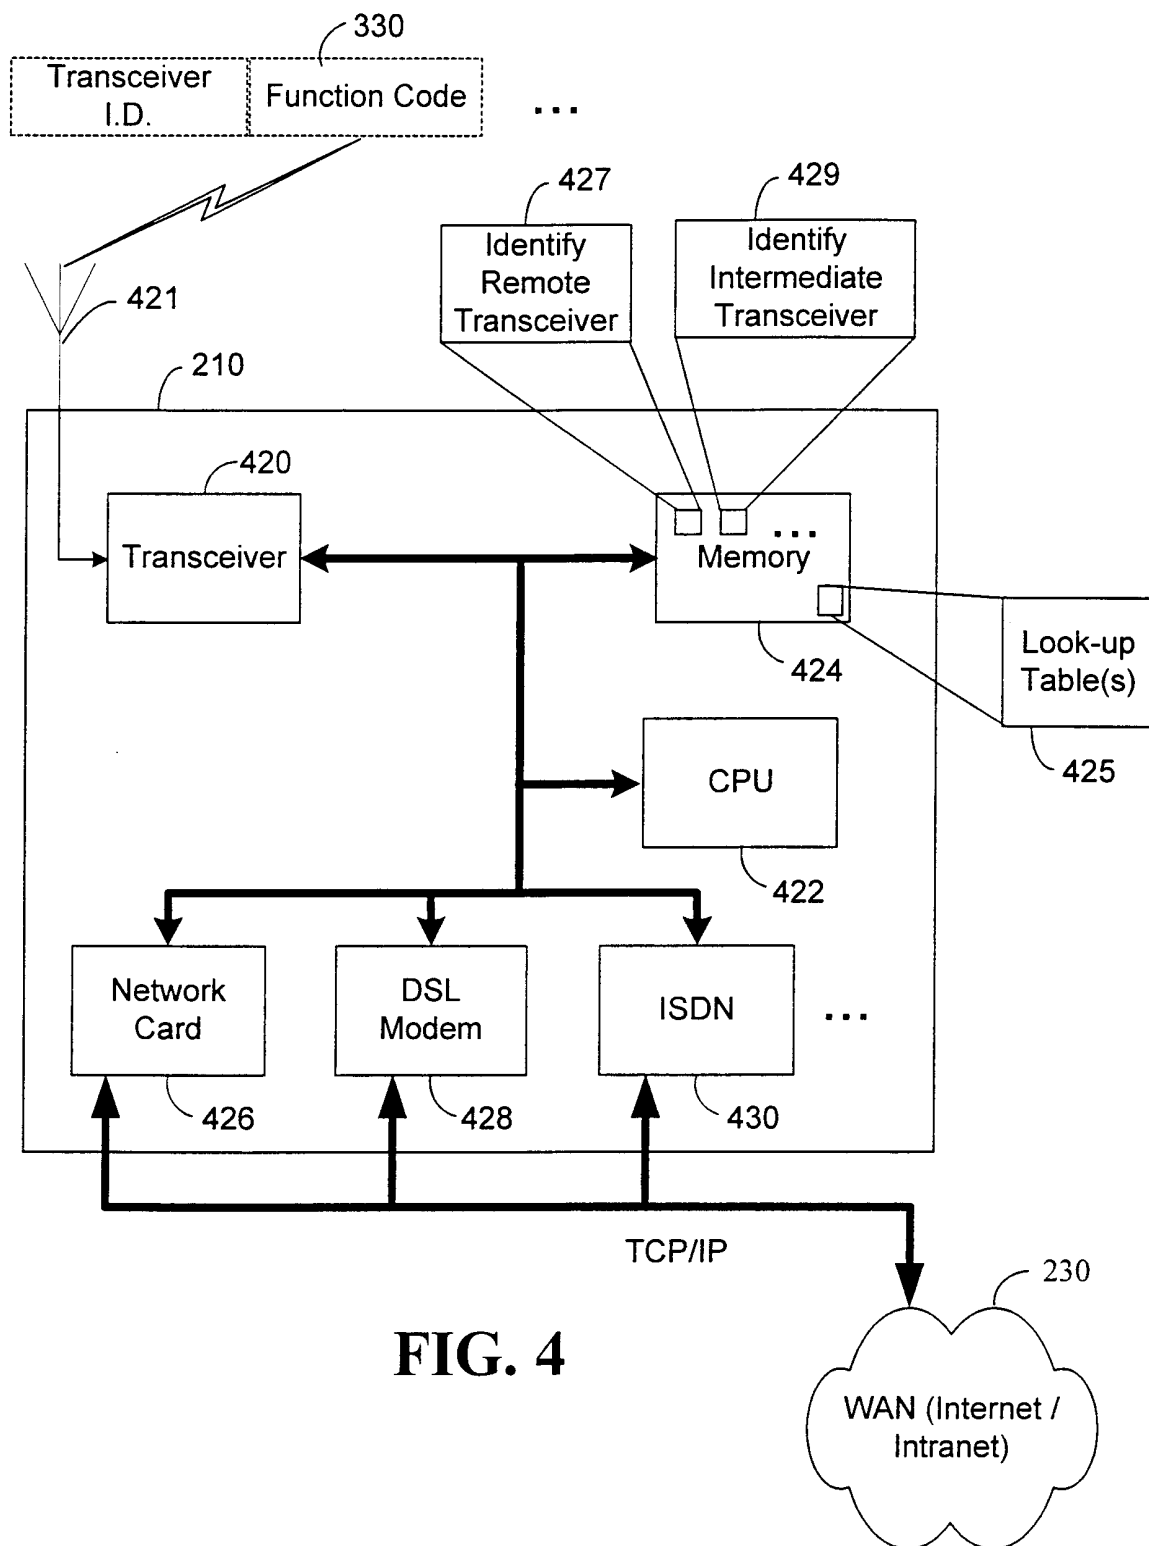 330
Transceiver
I.D.
Function Code
...
427
429
Identify
Remote
Transceiver
Identify
Intermediate
Transceiver
421
210
420
Transceiver
...
Memory
424
Look-up
Table(s)
425
CPU
422
Network
Card
DSL
Modem
ISDN
...
426
428
430
TCP/IP
230
FIG. 4
WAN (Internet /
Intranet)